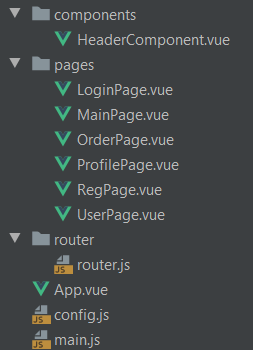 components
HeaderComponent.vue
pages
LoginPage.vue
MainPage.vue
OrderPage.vue
ProfilePage.vue
RegPage.vue
UserPage.vue
router
JS router.js
App.vue
JS config.js
JS main.js